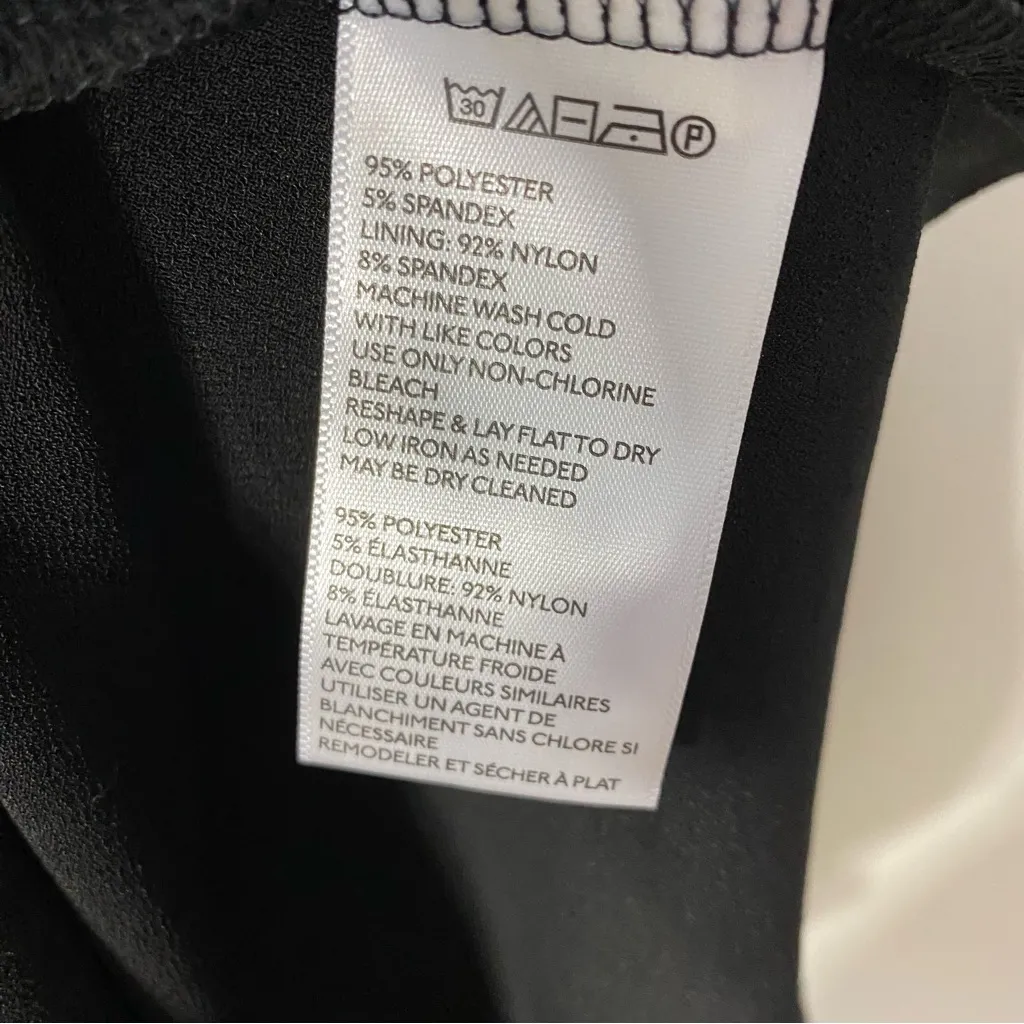 30 P
95% POLYESTER
5% SPANDEX
LINING: 92% NYLON
8% SPANDEX
MACHINE WASH COLD
WITH LIKE COLORS
USE ONLY NON-CHLORINE
BLEACH
RESHAPE & LAY FLAT TO DRY
LOW IRON AS NEEDED
MAY BE DRY CLEANED
95% POLYESTER
5% ÉLASTHANNE
DOUBLURE: 92% NYLON
8% ÉLASTHANNE
LAVAGE EN MACHINE À
TEMPÉRATURE FROIDE
AVEC COULEURS SIMILAIRES
UTILISER UN AGENT DE
BLANCHIMENT SANS CHLORE SI
NÉCESSAIRE
REMODELER ET SÉCHER À PLAT